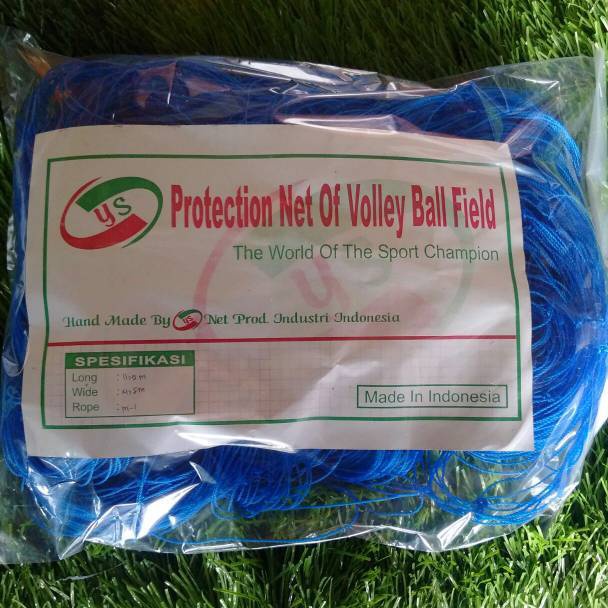 YS Protection Net Of Volley Ball Field
The World Of The Sport Champion
Hand Made By YS Net Prod. Industri Indonesia
SPESIFIKASI
Long :
Wide :
Rope : m-1
Made In Indonesia